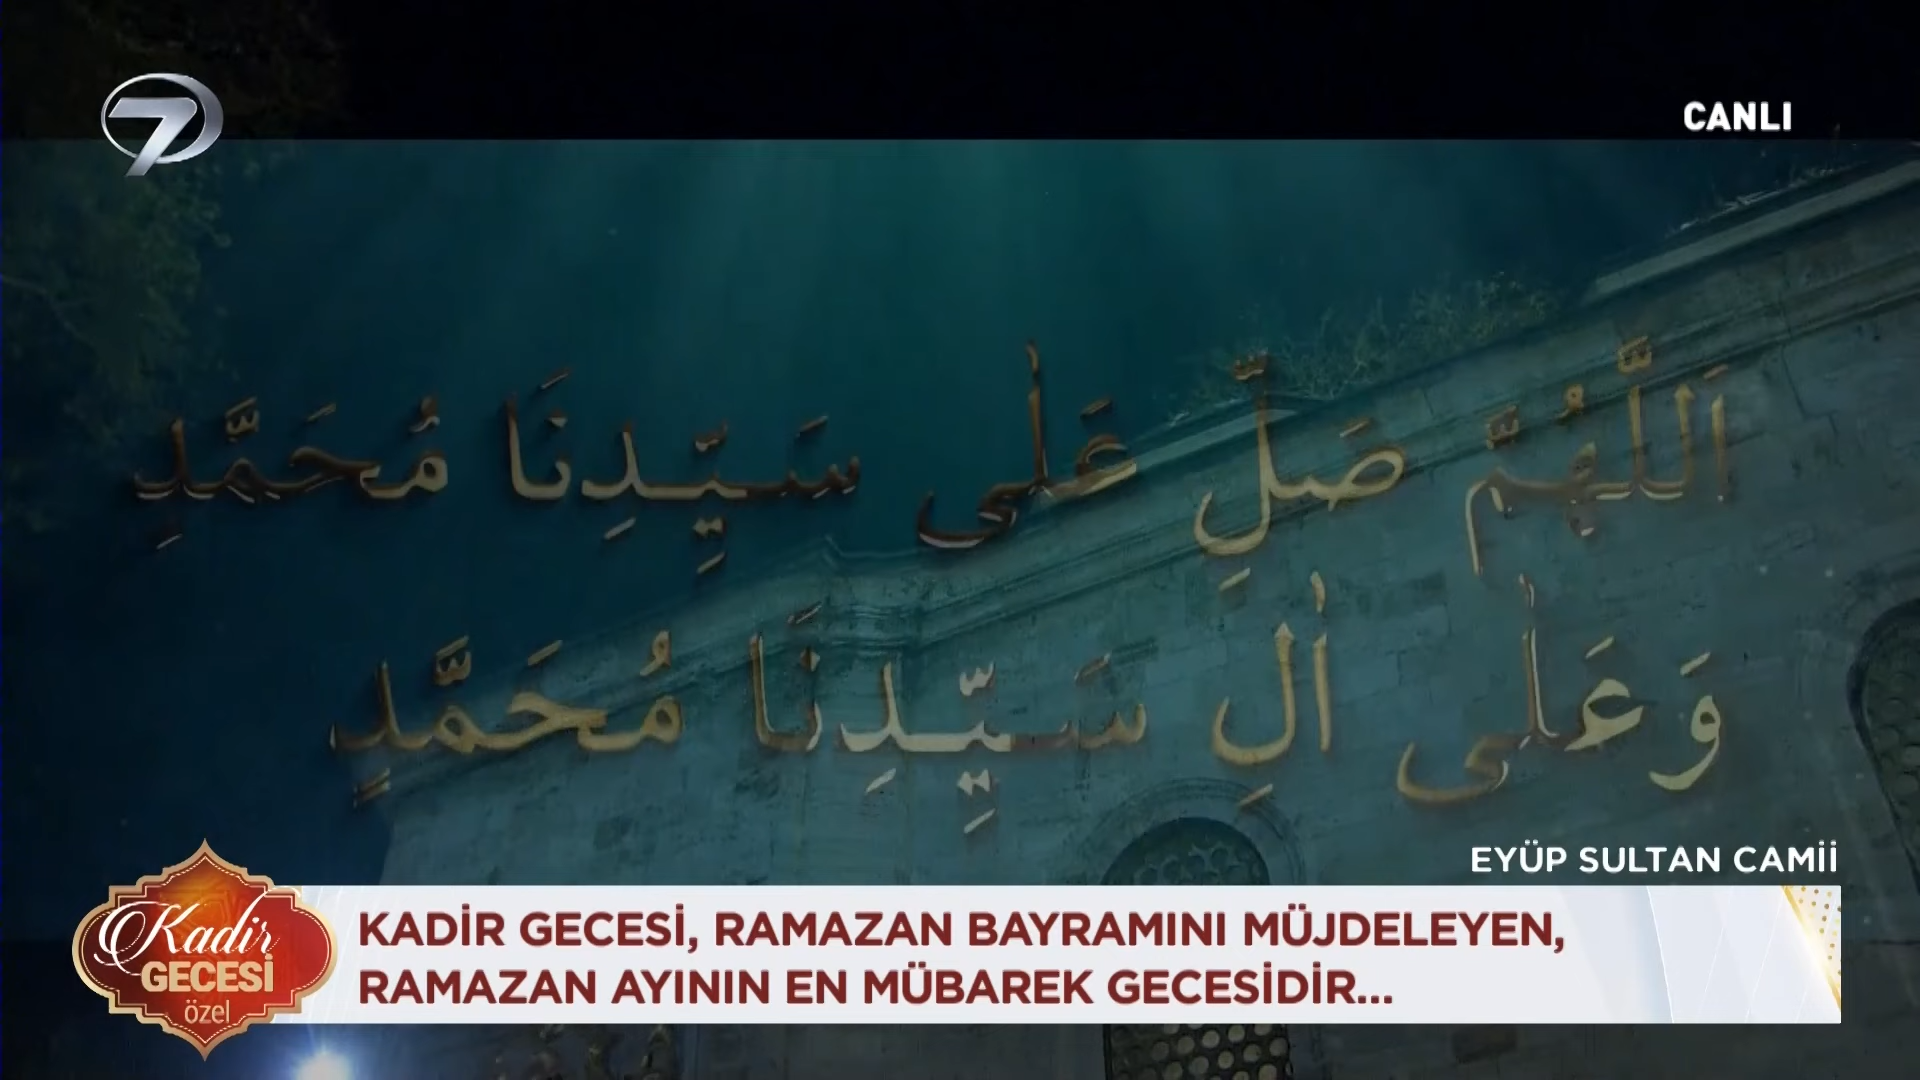 7
CANLI
اَللّٰهُمَّ صَلِّ عَلٰى سَيِّدِنَا مُحَمَّدٍ
وَعَلٰى اٰلِ سَيِّدِنَا مُحَمَّدٍ
EYÜP SULTAN CAMİİ
Kadir
GECESİ
özel
KADİR GECESİ, RAMAZAN BAYRAMINI MÜJDELEYEN,
RAMAZAN AYININ EN MÜBAREK GECESİDİR...